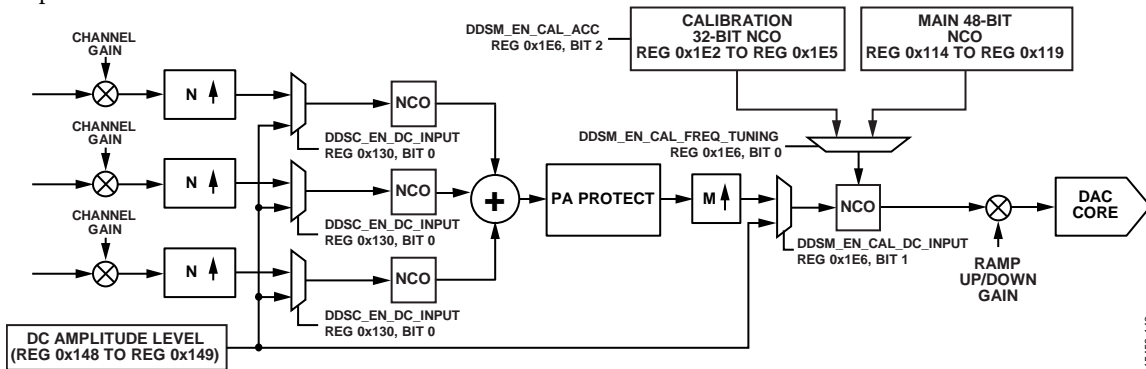 CHANNEL
GAIN
N
NCO
DDSC_EN_DC_INPUT
REG 0x130, BIT 0
CHANNEL
GAIN
N
NCO
DDSC_EN_DC_INPUT
REG 0x130, BIT 0
CHANNEL
GAIN
N
NCO
DDSC_EN_DC_INPUT
REG 0x130, BIT 0
DC AMPLITUDE LEVEL
(REG 0x148 TO REG 0x149)
+
PA PROTECT
M
DDSM_EN_CAL_ACC
REG 0x1E6, BIT 2
CALIBRATION
32-BIT NCO
REG 0x1E2 TO REG 0x1E5
MAIN 48-BIT
NCO
REG 0x114 TO REG 0x119
DDSM_EN_CAL_FREQ_TUNING
REG 0x1E6, BIT 0
NCO
DDSM_EN_CAL_DC_INPUT
REG 0x1E6, BIT 1
RAMP
UP/DOWN
GAIN
DAC
CORE